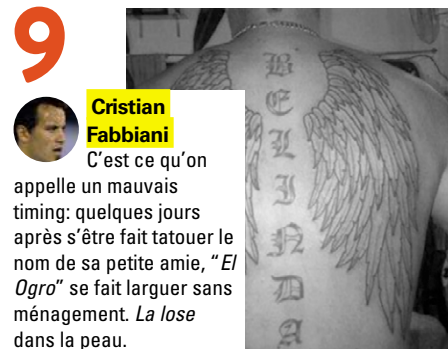 9
Cristian
Fabbiani
C’est ce qu’on
appelle un mauvais
timing: quelques jours
après s’être fait tatouer le
nom de sa petite amie, “El
Ogro” se fait larguer sans
ménagement. La lose
dans la peau.
BELINDA